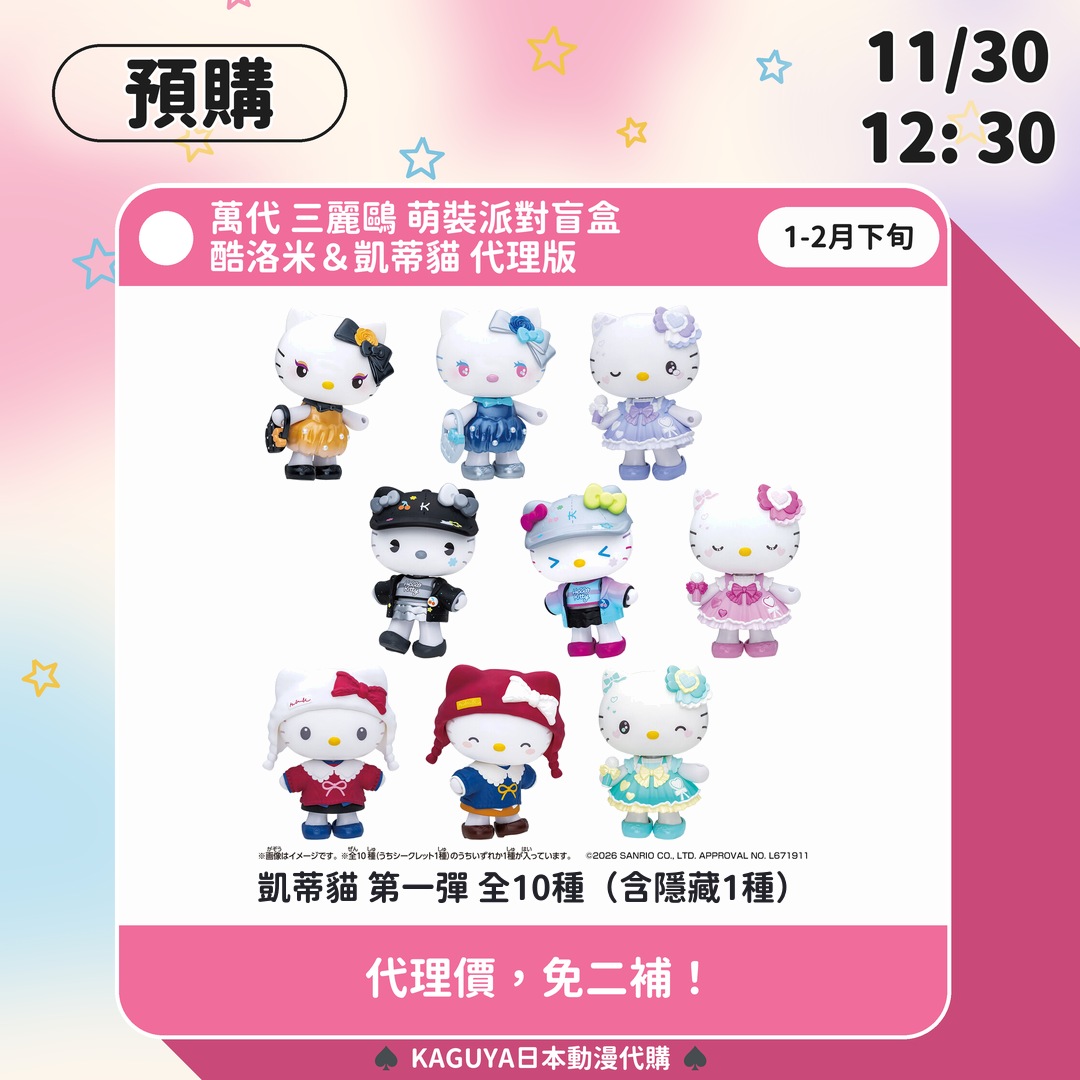 預購
11/30
12:30
萬代 三麗鷗 萌裝派對盲盒
酷洛米&凱蒂貓 代理版
1-2月下旬
※画像はイメージです。※全10種(うちシークレット1種)のうちいずれか1種が入っています。 ©2026 SANRIO CO., LTD. APPROVAL NO. L671911
凱蒂貓 第一彈 全10種（含隱藏1種）
代理價，免二補！
♠ KAGUYA日本動漫代購 ♠